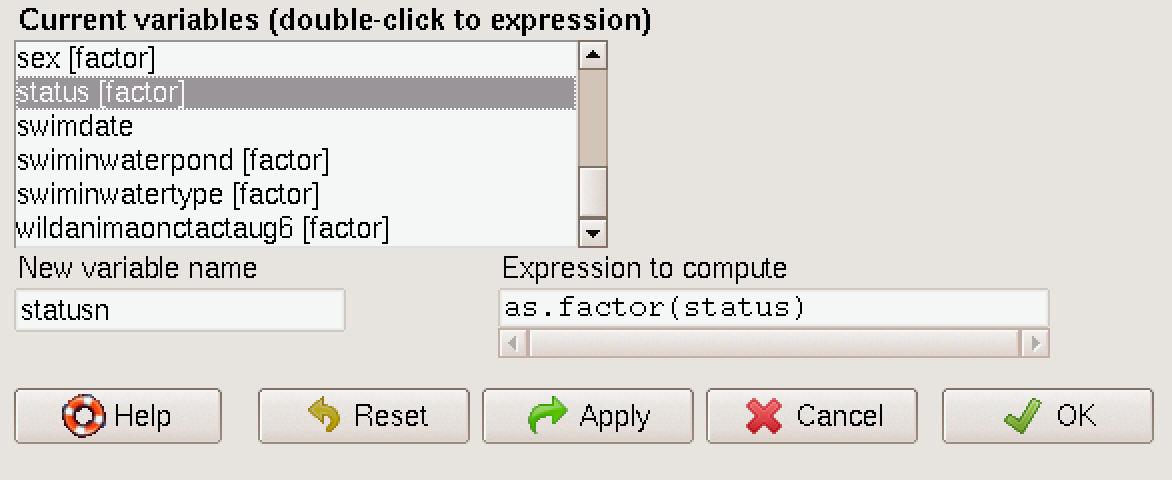 Current variables (double-click to expression)
sex [factor]
status [factor]
swimdate
swiminwaterpond [factor]
swiminwatertype [factor]
wildanimaonctactaug6 [factor]
New variable name
Expression to compute
statusn
as.factor(status)
Help
Reset
Apply
Cancel
OK